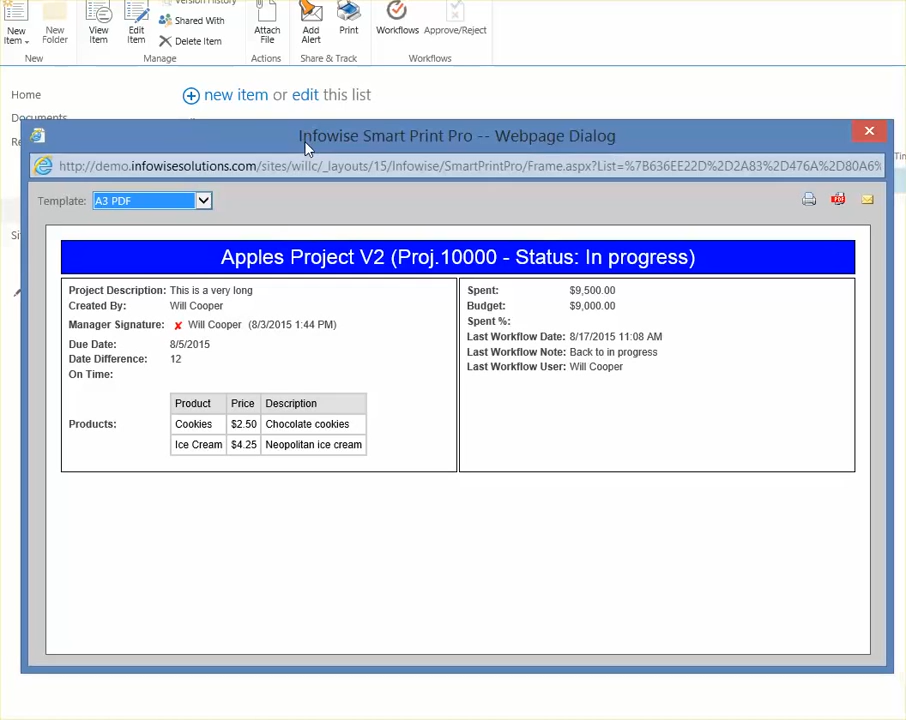 Version History
New Item
New Folder
View Item
Edit Item
Shared With
Delete Item
Attach File
Add Alert
Print
Workflows
Approve/Reject
New
Manage
Actions
Share & Track
Workflows
Home
new item or edit this list
Documents
Infowise Smart Print Pro -- Webpage Dialog
http://demo.infowisesolutions.com/sites/willc/_layouts/15/Infowise/SmartPrintPro/Frame.aspx?List=%7B636EE22D%2D2A83%2D476A%2D80A6%
Template: A3 PDF
Apples Project V2 (Proj.10000 - Status: In progress)
Project Description: This is a very long
Created By: Will Cooper
Manager Signature: ✘ Will Cooper (8/3/2015 1:44 PM)
Due Date: 8/5/2015
Date Difference: 12
On Time:
Products:
Product Price Description
Cookies $2.50 Chocolate cookies
Ice Cream $4.25 Neopolitan ice cream
Spent: $9,500.00
Budget: $9,000.00
Spent %:
Last Workflow Date: 8/17/2015 11:08 AM
Last Workflow Note: Back to in progress
Last Workflow User: Will Cooper